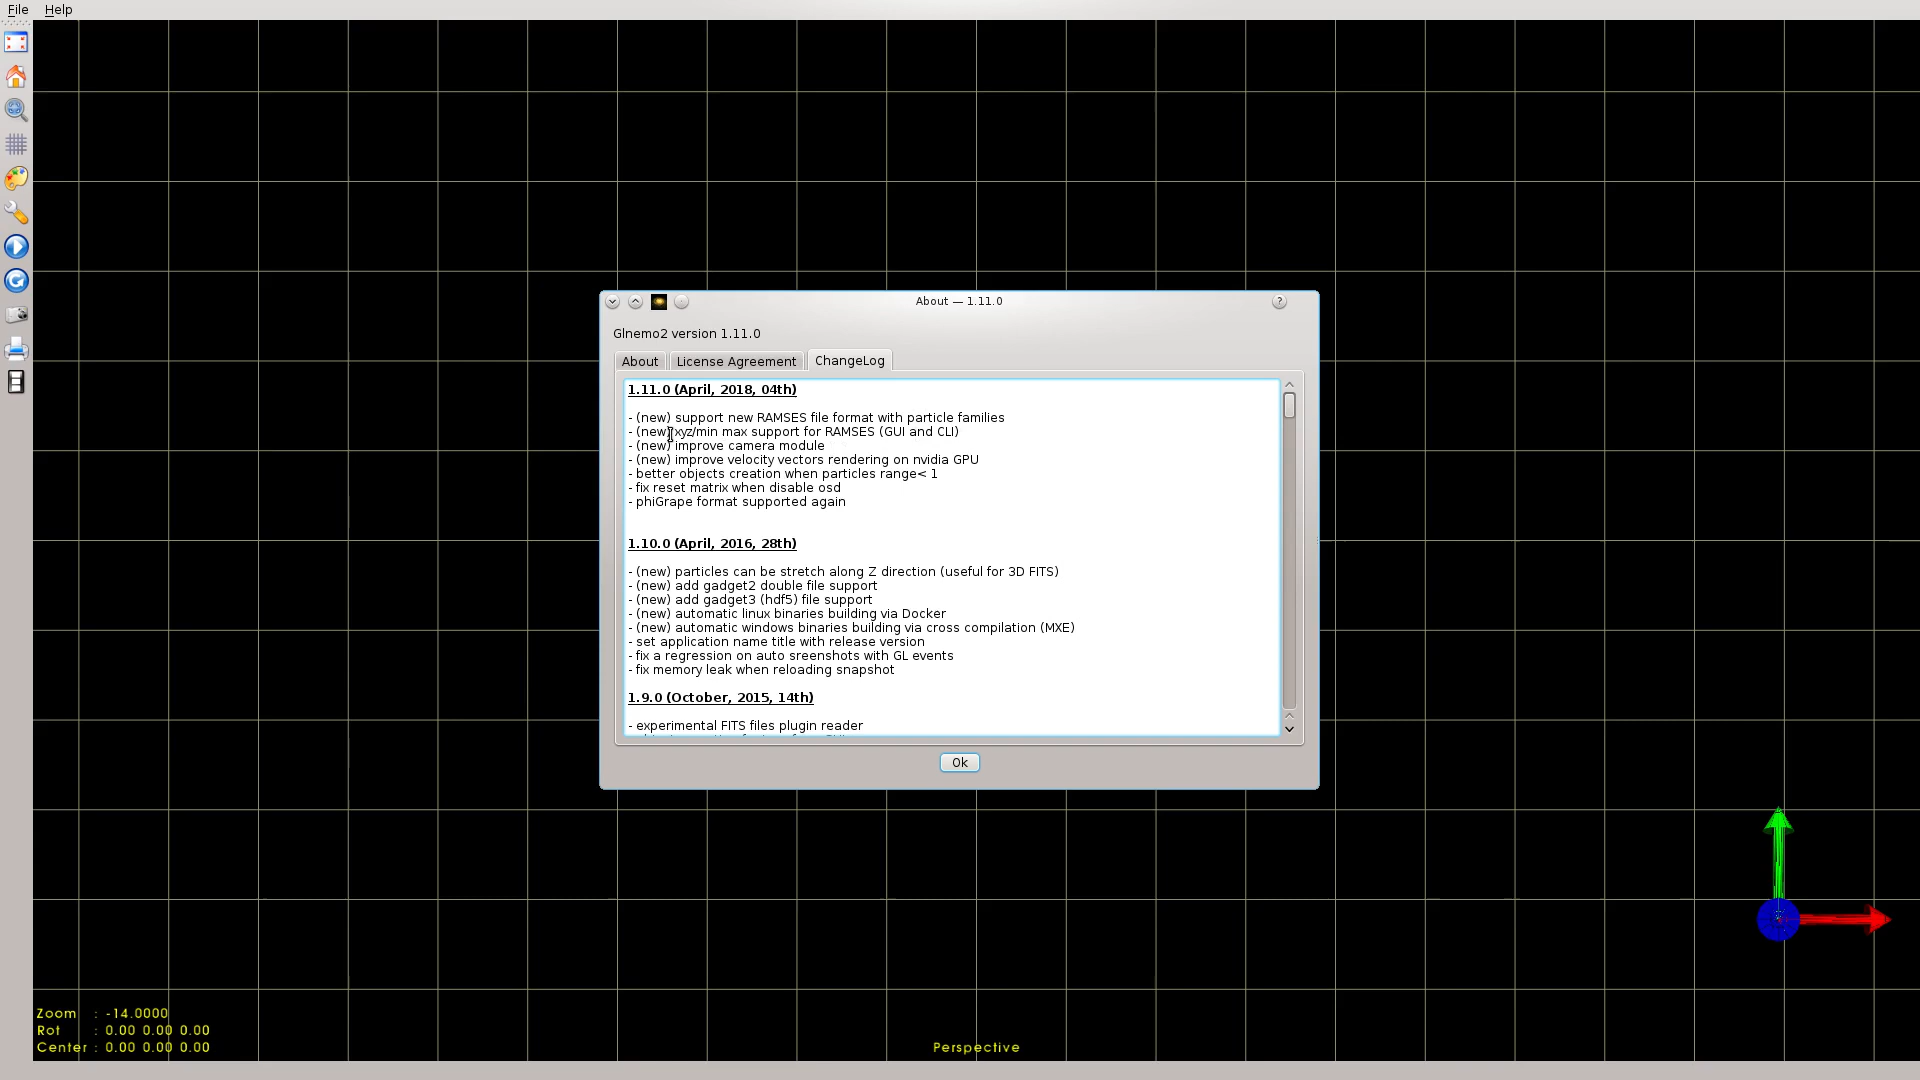 File Help
About — 1.11.0
?
Glnemo2 version 1.11.0
About License Agreement ChangeLog
1.11.0 (April, 2018, 04th)
- (new) support new RAMSES file format with particle families
- (new) xyz/min max support for RAMSES (GUI and CLI)
- (new) improve camera module
- (new) improve velocity vectors rendering on nvidia GPU
- better objects creation when particles range< 1
- fix reset matrix when disable osd
- phiGrape format supported again
1.10.0 (April, 2016, 28th)
- (new) particles can be stretch along Z direction (useful for 3D FITS)
- (new) add gadget2 double file support
- (new) add gadget3 (hdf5) file support
- (new) automatic linux binaries building via Docker
- (new) automatic windows binaries building via cross compilation (MXE)
- set application name title with release version
- fix a regression on auto sreenshots with GL events
- fix memory leak when reloading snapshot
1.9.0 (October, 2015, 14th)
- experimental FITS files plugin reader
Ok
Zoom : -14.0000
Rot : 0.00 0.00 0.00
Center : 0.00 0.00 0.00
Perspective